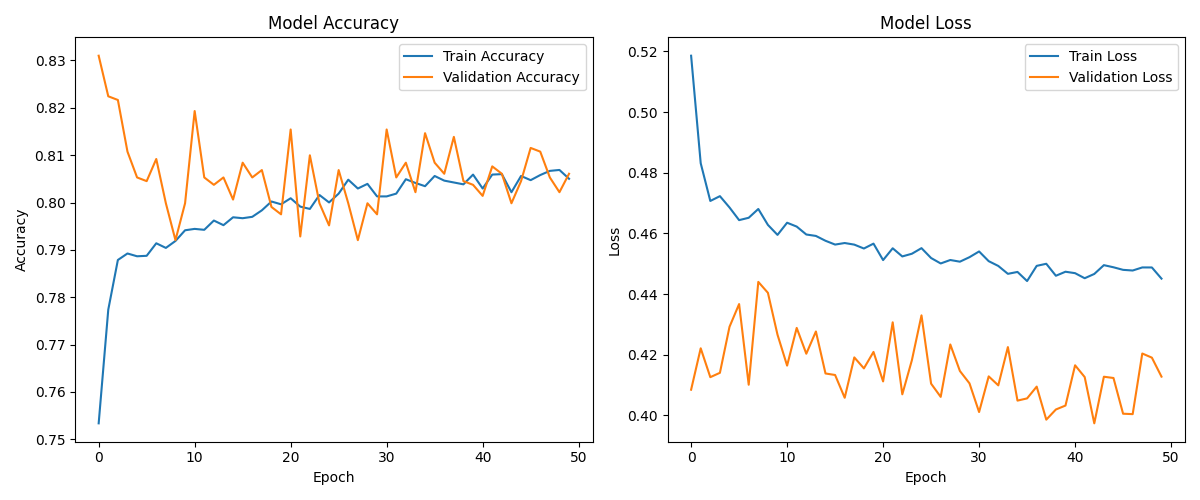 Model Accuracy
Train Accuracy
Validation Accuracy
Accuracy
0.83
0.82
0.81
0.80
0.79
0.78
0.77
0.76
0.75
0 10 20 30 40 50
Epoch
Model Loss
Train Loss
Validation Loss
Loss
0.52
0.50
0.48
0.46
0.44
0.42
0.40
0 10 20 30 40 50
Epoch